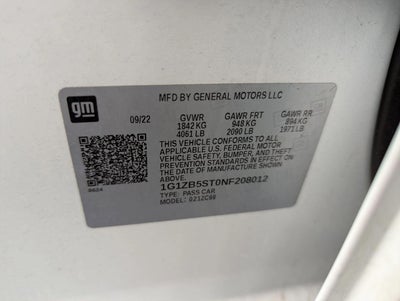 gm
MFD BY GENERAL MOTORS LLC
09/22 GVWR GAWR FRT GAWR RR
1842 KG 948 KG 894 KG
4061 LB 2090 LB 1971 LB
THIS VEHICLE CONFORMS TO ALL
APPLICABLE U.S. FEDERAL MOTOR
VEHICLE SAFETY, BUMPER, AND THEFT
PREVENTION STANDARDS IN EFFECT ON
THE DATE OF MANUFACTURE SHOWN
ABOVE.
1G1ZB5ST0NF208012
TYPE: PASS CAR
MODEL: